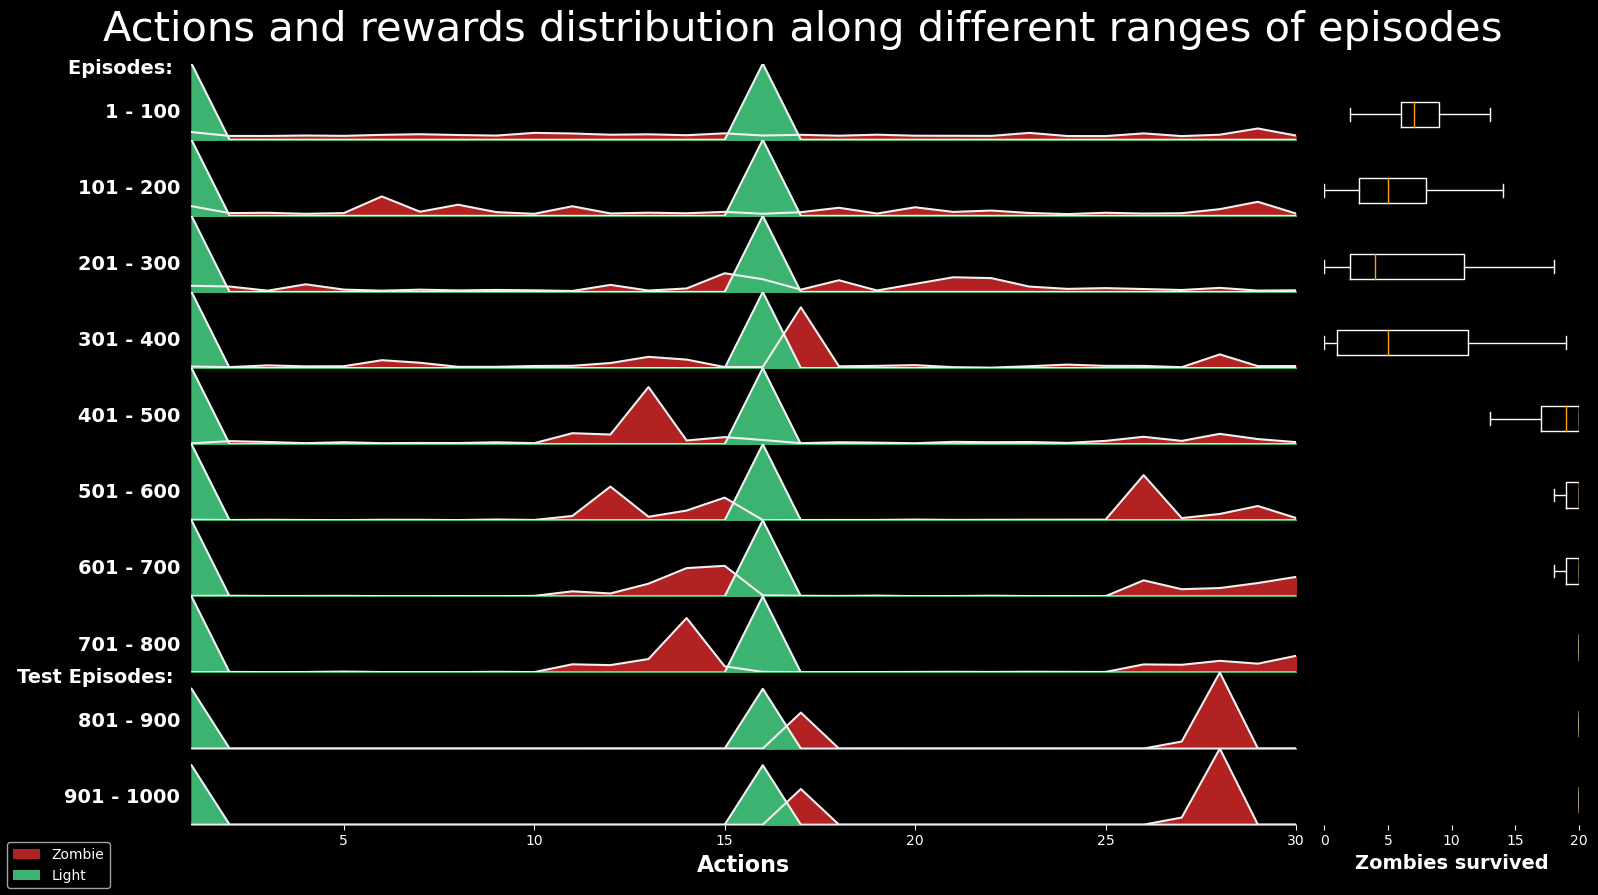 Actions and rewards distribution along different ranges of episodes
Episodes:
1 - 100
101 - 200
201 - 300
301 - 400
401 - 500
501 - 600
601 - 700
701 - 800
Test Episodes:
801 - 900
901 - 1000
5 10 15 20 25 30
0 5 10 15 20
Actions
Zombies survived
Zombie
Light